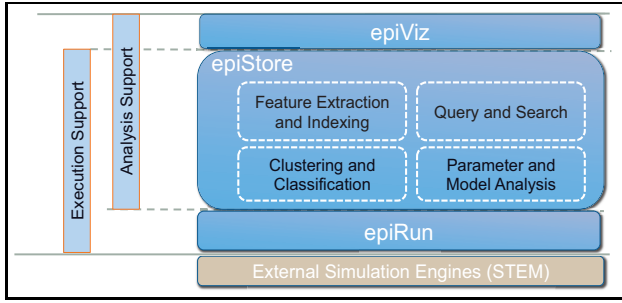 epiViz
epiStore
Feature Extraction
and Indexing
Query and Search
Clustering and
Classification
Parameter and
Model Analysis
epiRun
External Simulation Engines (STEM)
Execution Support
Analysis Support